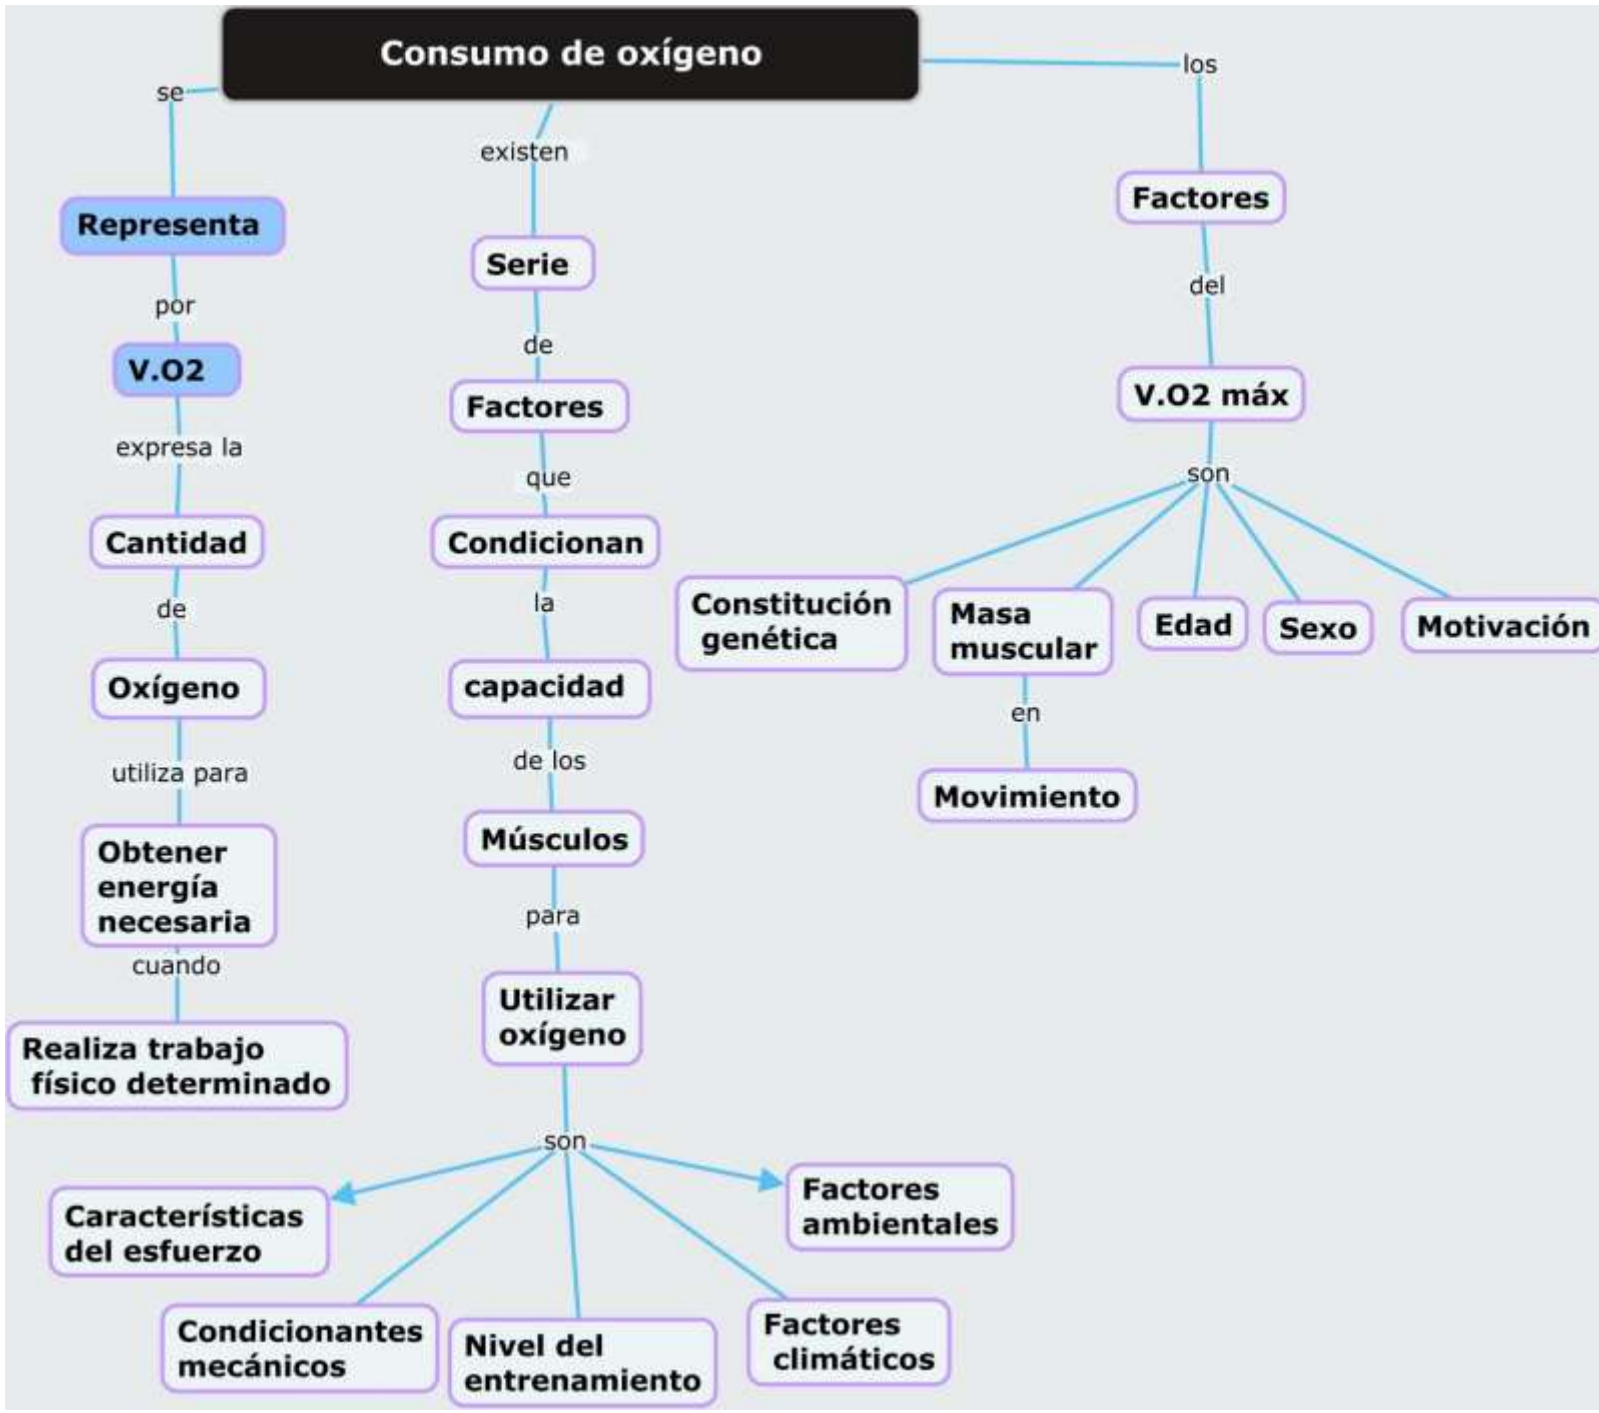 Consumo de oxígeno
se
Representa
por
V.O2
expresa la
Cantidad
de
Oxígeno
utiliza para
Obtener
energía
necesaria
cuando
Realiza trabajo
físico determinado
existen
Serie
de
Factores
que
Condicionan
la
capacidad
de los
Músculos
para
Utilizar
oxígeno
son
Características
del esfuerzo
Condicionantes
mecánicos
Nivel del
entrenamiento
Factores
climáticos
Factores
ambientales
los
Factores
del
V.O2 máx
son
Constitución
genética
Masa
muscular
en
Movimiento
Edad
Sexo
Motivación